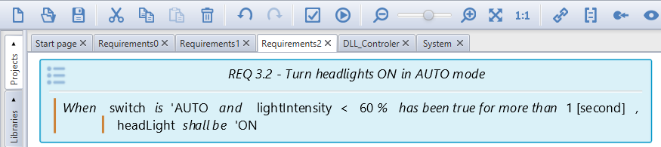 1:1
Start page Requirements0 Requirements1 Requirements2 DLL_Controler System
Projects
Libraries
REQ 3.2 - Turn headlights ON in AUTO mode
When switch is 'AUTO and lightIntensity < 60 % has been true for more than 1 [second] ,
headLight shall be 'ON